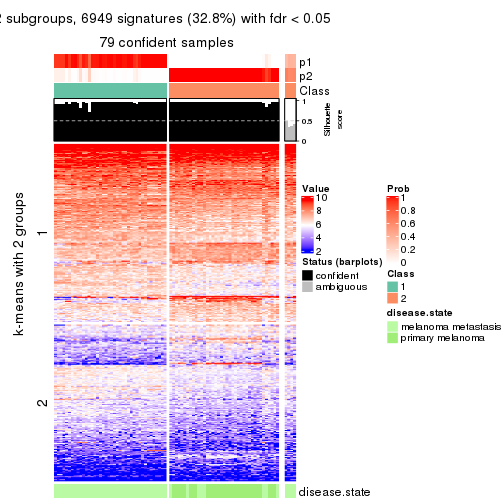 2 subgroups, 6949 signatures (32.8%) with fdr < 0.05
79 confident samples
p1
p2
Class
1
0.5
0
Silhouette
score
k-means with 2 groups
1
2
Value
10
8
6
4
2
Status (barplots)
confident
ambiguous
Prob
1
0.8
0.6
0.4
0.2
0
Class
1
2
disease.state
melanoma metastasis
primary melanoma
disease.state